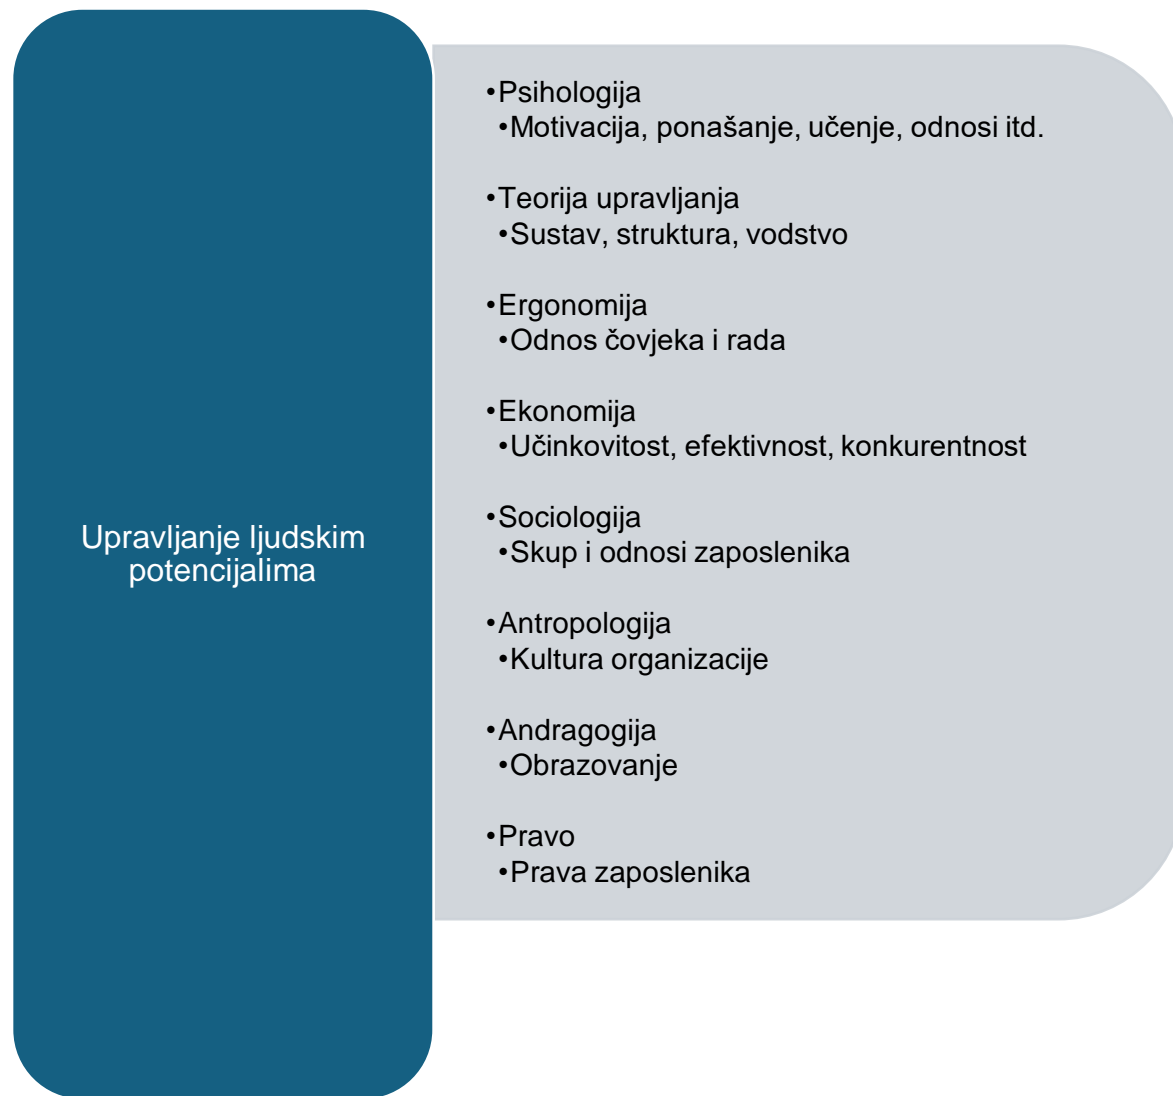 Upravljanje ljudskim
potencijalima
•Psihologija
•Motivacija, ponašanje, učenje, odnosi itd.
•Teorija upravljanja
•Sustav, struktura, vodstvo
•Ergonomija
•Odnos čovjeka i rada
•Ekonomija
•Učinkovitost, efektivnost, konkurentnost
•Sociologija
•Skup i odnosi zaposlenika
•Antropologija
•Kultura organizacije
•Andragogija
•Obrazovanje
•Pravo
•Prava zaposlenika